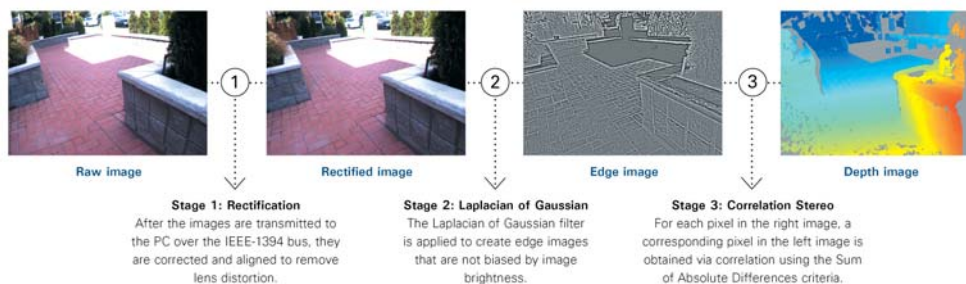 1
2
3
Raw image
Rectified image
Edge image
Depth image
Stage 1: Rectification
After the images are transmitted to
the PC over the IEEE-1394 bus, they
are corrected and aligned to remove
lens distortion.
Stage 2: Laplacian of Gaussian
The Laplacian of Gaussian filter
is applied to create edge images
that are not biased by image
brightness.
Stage 3: Correlation Stereo
For each pixel in the right image, a
corresponding pixel in the left image is
obtained via correlation using the Sum
of Absolute Differences criteria.